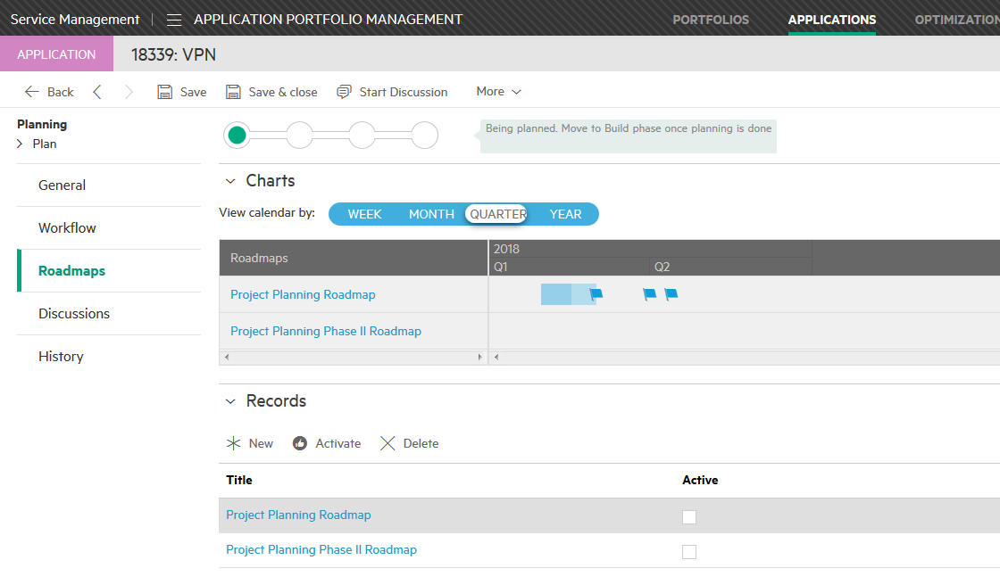 Service Management | APPLICATION PORTFOLIO MANAGEMENT PORTFOLIOS APPLICATIONS OPTIMIZATION
APPLICATION 18339: VPN
Back Save Save & close Start Discussion More
Planning
Plan
General
Workflow
Roadmaps
Discussions
History
Being planned. Move to Build phase once planning is done
Charts
View calendar by: WEEK MONTH QUARTER YEAR
Roadmaps
2018
Q1 Q2
Project Planning Roadmap
Project Planning Phase II Roadmap
Records
New Activate Delete
Title Active
Project Planning Roadmap
Project Planning Phase II Roadmap